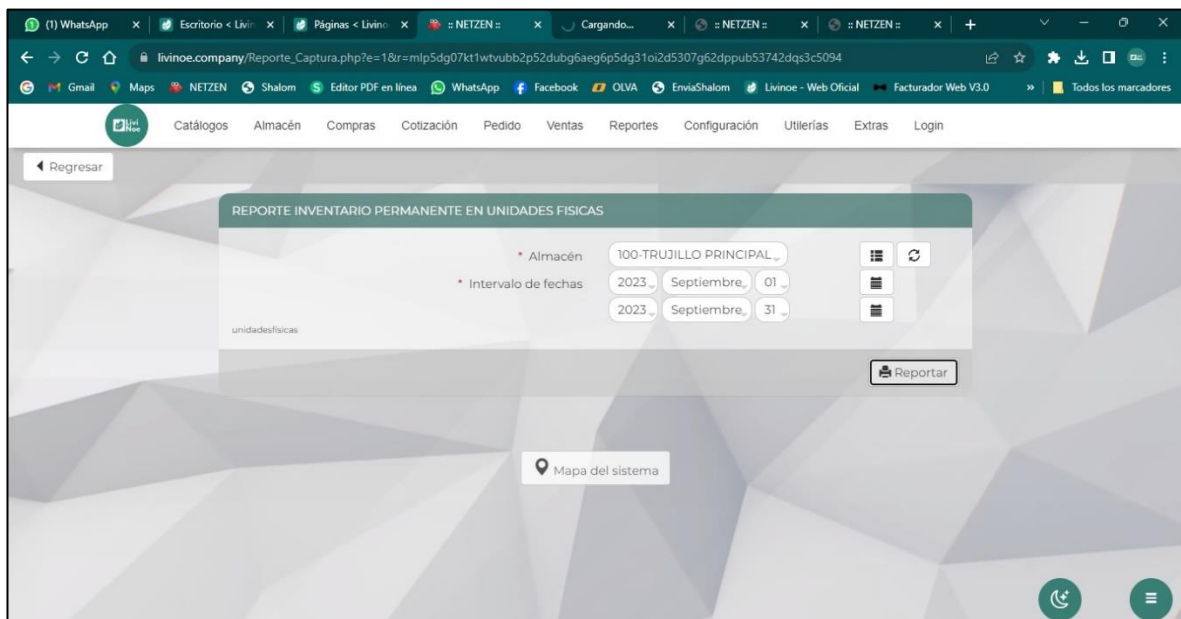 (1) WhatsApp
Escritorio < Livin
Páginas < Livino
:: NETZEN ::
Cargando...
:: NETZEN ::
:: NETZEN ::
livinoe.company/Reporte_Captura.php?e=1&r=mlp5dg07kt1wtvubb2p52dubg6aeg6p5dg31oi2d5307g62dppub53742dqs3c5094
Gmail
Maps
NETZEN
Shalom
Editor PDF en línea
WhatsApp
Facebook
OLVA
EnviaShalom
Livinoe - Web Oficial
Facturador Web V3.0
»
Todos los marcadores
Livi Noe
Catálogos
Almacén
Compras
Cotización
Pedido
Ventas
Reportes
Configuración
Utilerías
Extras
Login
Regresar
REPORTE INVENTARIO PERMANENTE EN UNIDADES FISICAS
* Almacén
100-TRUJILLO PRINCIPAL
* Intervalo de fechas
2023 Septiembre 01
2023 Septiembre 31
unidadesfisicas
Reportar
Mapa del sistema